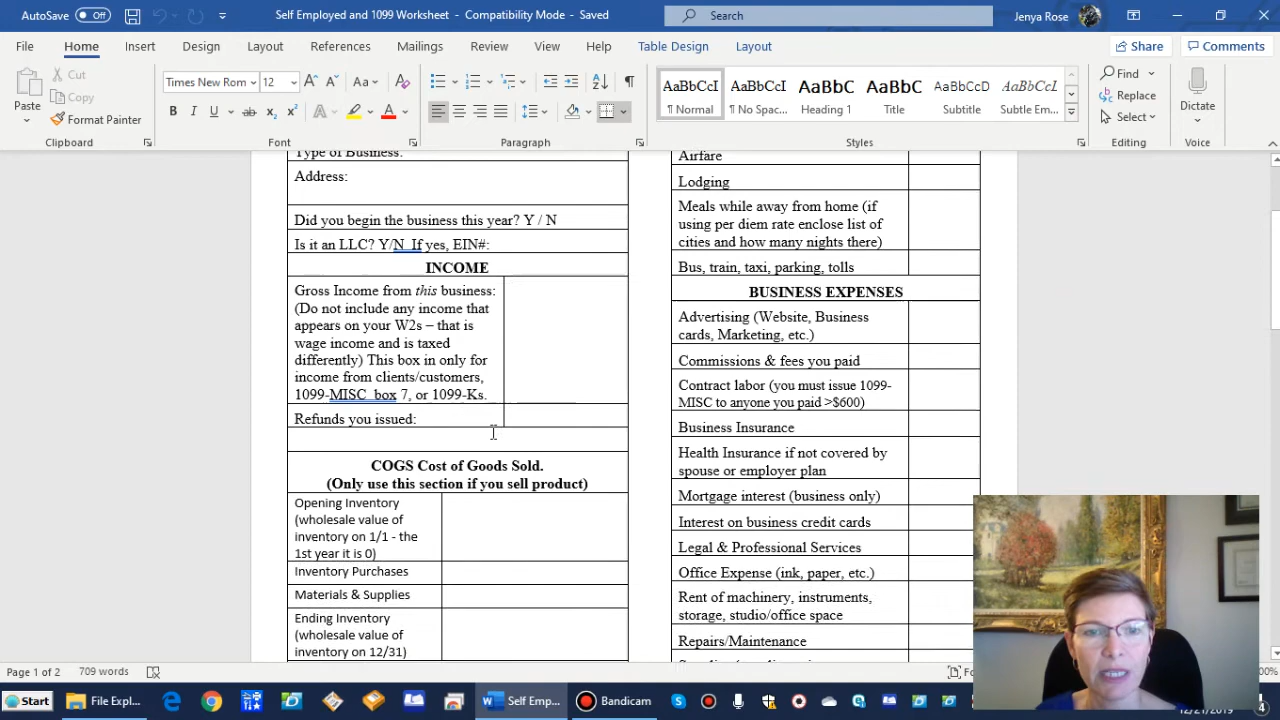 AutoSave Off
Self Employed and 1099 Worksheet - Compatibility Mode - Saved
Search
Jenya Rose
File Home Insert Design Layout References Mailings Review View Help Table Design Layout
Share Comments
Paste
Cut
Copy
Format Painter
Clipboard
Times New Rom 12
Font
Paragraph
AaBbCcI AaBbCcI AaBbC AaBbC AaBbCcD AaBbCcI
¶ Normal ¶ No Spac... Heading 1 Title Subtitle Subtle Em...
Styles
Find
Replace
Select
Editing
Dictate
Voice
Type of Business:
Address:
Did you begin the business this year? Y / N
Is it an LLC? Y/N If yes, EIN#:
INCOME
Gross Income from this business:
(Do not include any income that
appears on your W2s – that is
wage income and is taxed
differently) This box in only for
income from clients/customers,
1099-MISC box 7, or 1099-Ks.
Refunds you issued:
COGS Cost of Goods Sold.
(Only use this section if you sell product)
Opening Inventory
(wholesale value of
inventory on 1/1 - the
1st year it is 0)
Inventory Purchases
Materials & Supplies
Ending Inventory
(wholesale value of
inventory on 12/31)
Airfare
Lodging
Meals while away from home (if
using per diem rate enclose list of
cities and how many nights there)
Bus, train, taxi, parking, tolls
BUSINESS EXPENSES
Advertising (Website, Business
cards, Marketing, etc.)
Commissions & fees you paid
Contract labor (you must issue 1099-
MISC to anyone you paid >$600)
Business Insurance
Health Insurance if not covered by
spouse or employer plan
Mortgage interest (business only)
Interest on business credit cards
Legal & Professional Services
Office Expense (ink, paper, etc.)
Rent of machinery, instruments,
storage, studio/office space
Repairs/Maintenance
Page 1 of 2 709 words
Start
File Expl...
Self Emp...
Bandicam
12/21/2019